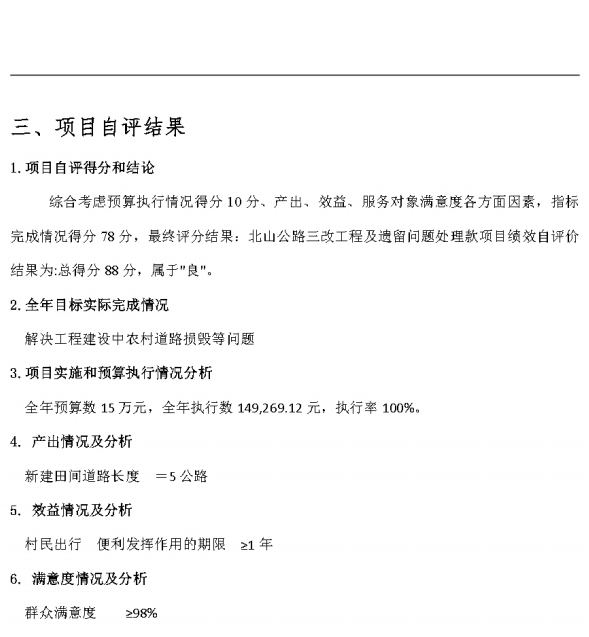 三、项目自评结果
1. 项目自评得分和结论
综合考虑预算执行情况得分 10 分、产出、效益、服务对象满意度各方面因素，指标
完成情况得分 78 分，最终评分结果：北山公路三改工程及遗留问题处理款项目绩效自评价
结果为:总得分 88 分，属于"良"。
2. 全年目标实际完成情况
解决工程建设中农村道路损毁等问题
3. 项目实施和预算执行情况分析
全年预算数 15 万元，全年执行数 149,269.12 元，执行率 100%。
4. 产出情况及分析
新建田间道路长度 ＝5 公路
5. 效益情况及分析
村民出行 便利发挥作用的期限 ≥1 年
6. 满意度情况及分析
群众满意度 ≥98%